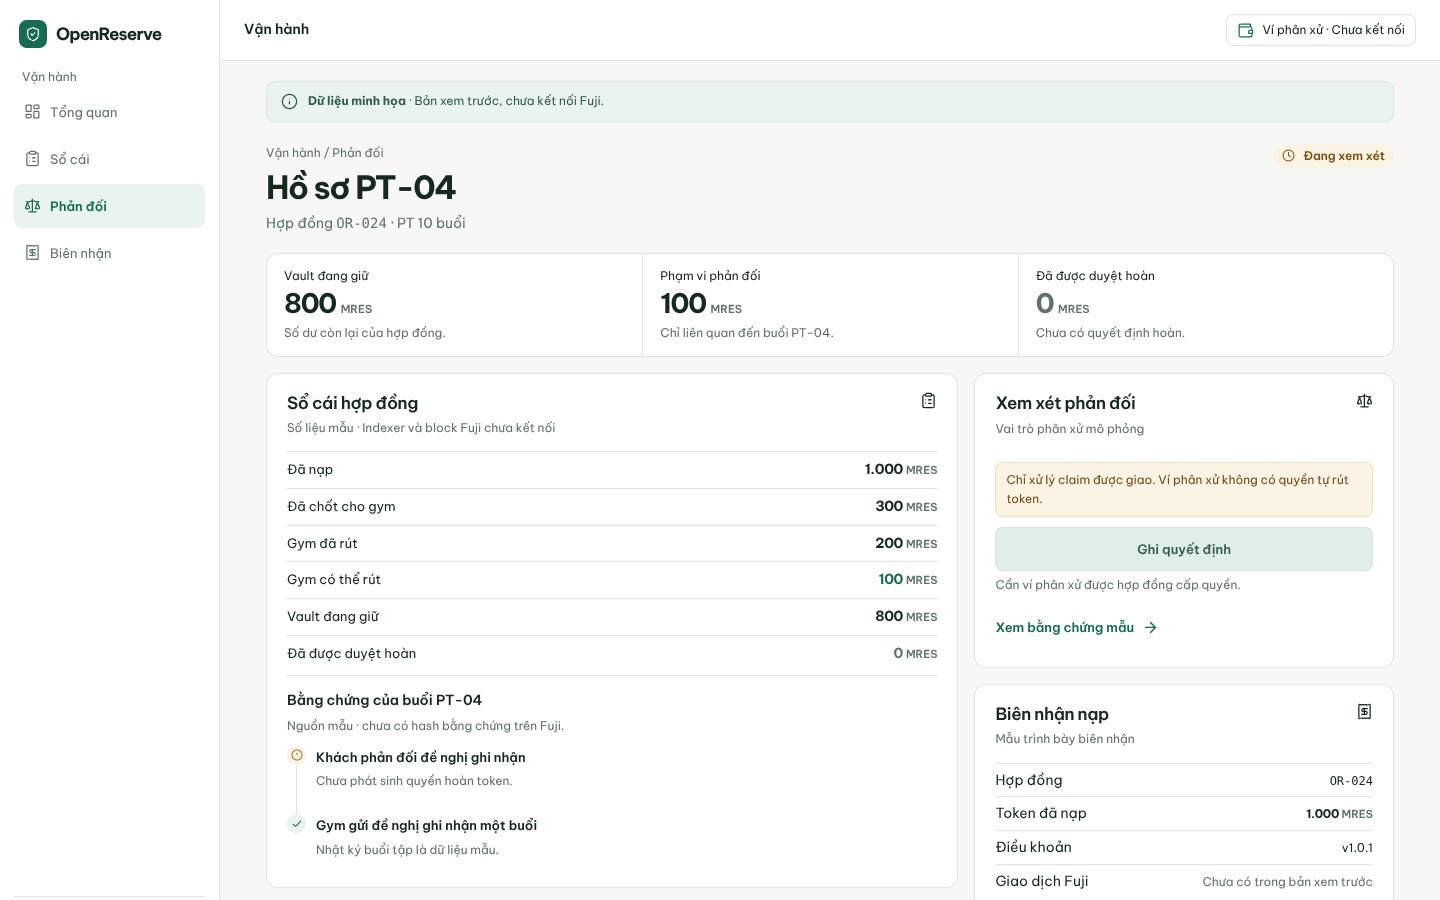 OpenReserve
Vận hành
Tổng quan
Sổ cái
Phản đối
Biên nhận
Vận hành
Ví phân xử · Chưa kết nối
Dữ liệu minh họa · Bản xem trước, chưa kết nối Fuji.
Vận hành / Phản đối
Đang xem xét
Hồ sơ PT-04
Hợp đồng OR-024 · PT 10 buổi
Vault đang giữ
800 MRES
Số dư còn lại của hợp đồng.
Phạm vi phản đối
100 MRES
Chỉ liên quan đến buổi PT-04.
Đã được duyệt hoàn
0 MRES
Chưa có quyết định hoàn.
Sổ cái hợp đồng
Số liệu mẫu · Indexer và block Fuji chưa kết nối
Đã nạp 1.000 MRES
Đã chốt cho gym 300 MRES
Gym đã rút 200 MRES
Gym có thể rút 100 MRES
Vault đang giữ 800 MRES
Đã được duyệt hoàn 0 MRES
Bằng chứng của buổi PT-04
Nguồn mẫu · chưa có hash bằng chứng trên Fuji.
Khách phản đối đề nghị ghi nhận
Chưa phát sinh quyền hoàn token.
Gym gửi đề nghị ghi nhận một buổi
Nhật ký buổi tập là dữ liệu mẫu.
Xem xét phản đối
Vai trò phân xử mô phỏng
Chỉ xử lý claim được giao. Ví phân xử không có quyền tự rút
token.
Ghi quyết định
Cần ví phân xử được hợp đồng cấp quyền.
Xem bằng chứng mẫu
Biên nhận nạp
Mẫu trình bày biên nhận
Hợp đồng OR-024
Token đã nạp 1.000 MRES
Điều khoản v1.0.1
Giao dịch Fuji Chưa có trong bản xem trước